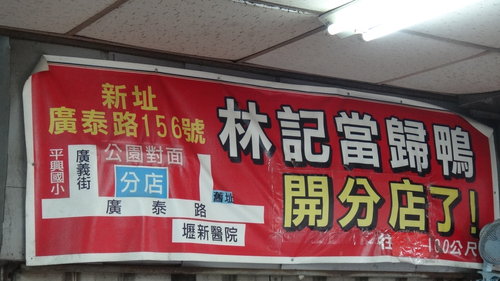 新址
廣泰路156號
林記當歸鴨
開分店了!
往 100公尺
平興國小
廣義街
公園對面
分店
舊址
廣泰路
壢新醫院